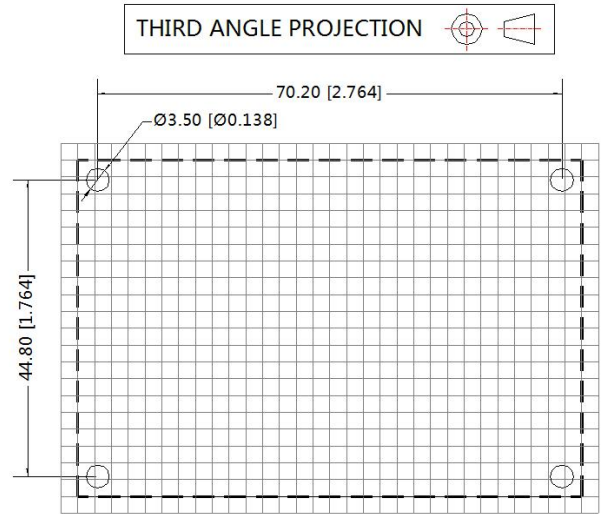 THIRD ANGLE PROJECTION
70.20 [2.764]
Ø3.50 [Ø0.138]
44.80 [1.764]